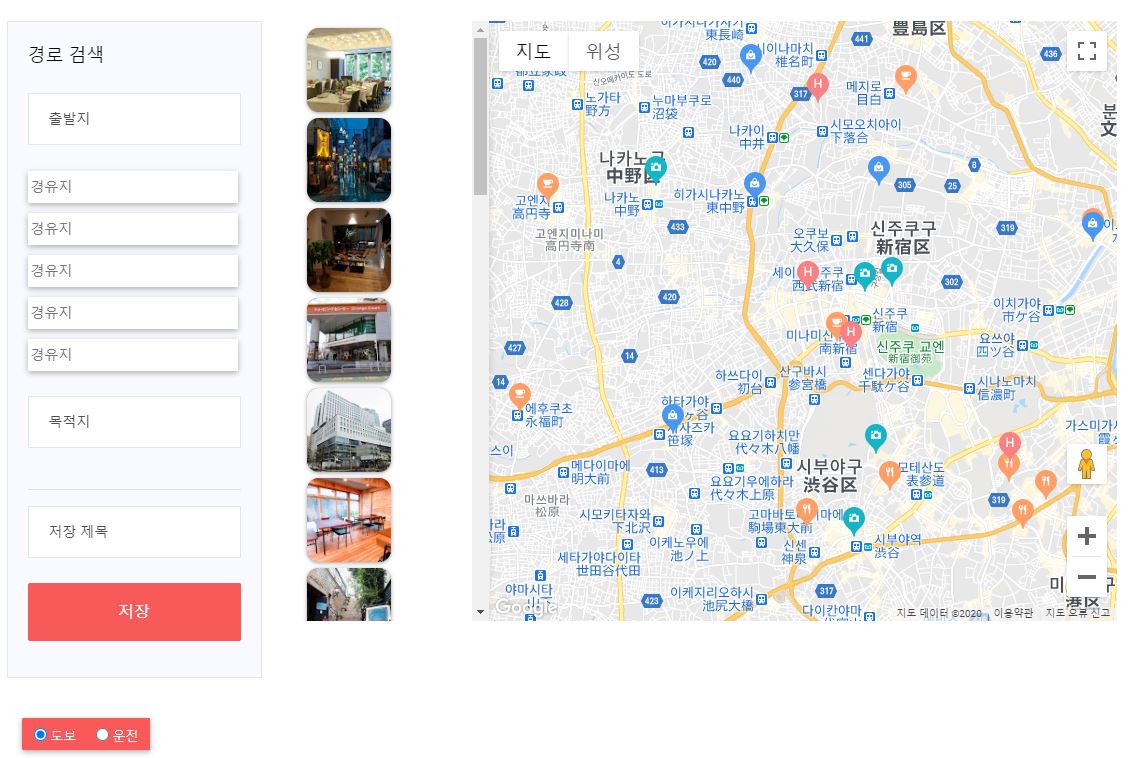 경로 검색
출발지
경유지
경유지
경유지
경유지
경유지
목적지
저장 제목
저장
도보
운전
지도
위성
히가시나가사키
東長崎
豊島区
441
420
440
시이나마치
椎名町
436
신오메카이도 도로
317
메지로
目白
노가타
野方
누마부쿠로
沼袋
나카이
中井
시모오치아이
下落合
나카노구
中野区
8
305
25
고엔지
高円寺
나카노
中野
히가시나카노
東中野
고엔지미나미
高円寺南
433
오쿠보
大久保
신주쿠구
新宿区
319
4
西武新宿
302
428
420
이치가야
市ケ谷
신주쿠
新宿
미나미신
南新宿
신주쿠 교엔
新宿御苑
요쓰야
四ツ谷
427
14
14
하쓰다이
初台
산구바시
参宮橋
센다가야
千駄ケ谷
시나노마치
信濃町
에후쿠초
永福町
하타가야
사사즈카
笹塚
요요기하치만
代々木八幡
메다이마에
明大前
413
요요기우에하라
代々木上原
시부야구
渋谷区
모테산도
表参道
319
마쓰바라
松原
시모키타자와
下北沢
고마바토다이마에
駒場東大前
이케노우에
池ノ上
신센
神泉
시부야역
渋谷
세타가야다이타
世田谷代田
야마시타
山下
423
이케지리오하시
池尻大橋
317
다이칸야마
港区
Google
지도 데이터 ©2020
이용약관
지도 오류 신고